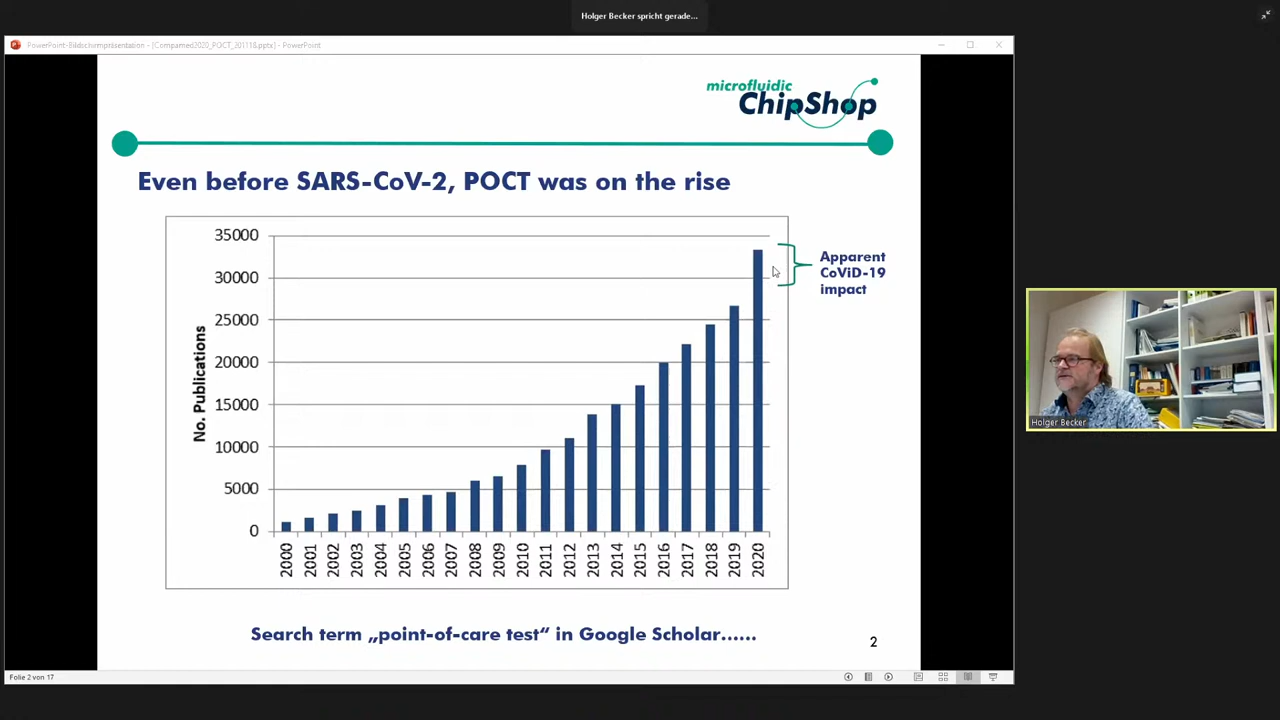 Holger Becker spricht gerade...
PowerPoint-Bildschirmpräsentation - [Compamed2020_POCT_201118.pptx] - PowerPoint
microfluidic
ChipShop
Even before SARS-CoV-2, POCT was on the rise
35000
30000
25000
20000
15000
10000
5000
0
No. Publications
2000
2001
2002
2003
2004
2005
2006
2007
2008
2009
2010
2011
2012
2013
2014
2015
2016
2017
2018
2019
2020
Apparent
CoViD-19
impact
Search term „point-of-care test“ in Google Scholar......
2
Folie 2 von 17
Holger Becker